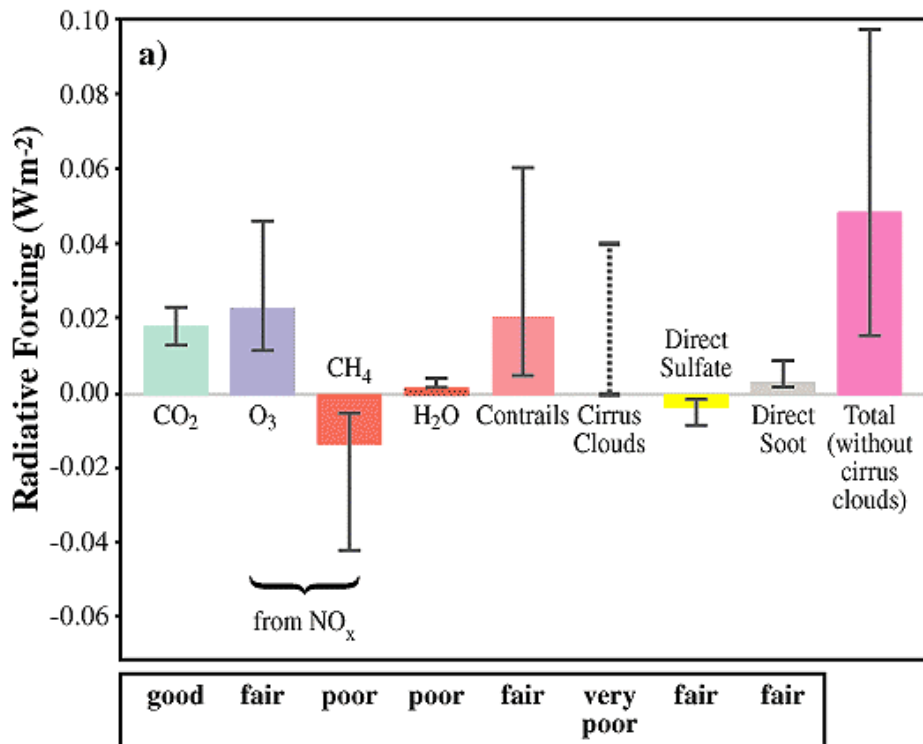 a)
Radiative Forcing (Wm-2)
0.10
0.08
0.06
0.04
0.02
0.00
-0.02
-0.04
-0.06
CO2
O3
CH4
H2O
Contrails
Cirrus
Clouds
Direct
Sulfate
Direct
Soot
Total
(without
cirrus
clouds)
from NOx
good fair poor poor fair very fair fair
poor